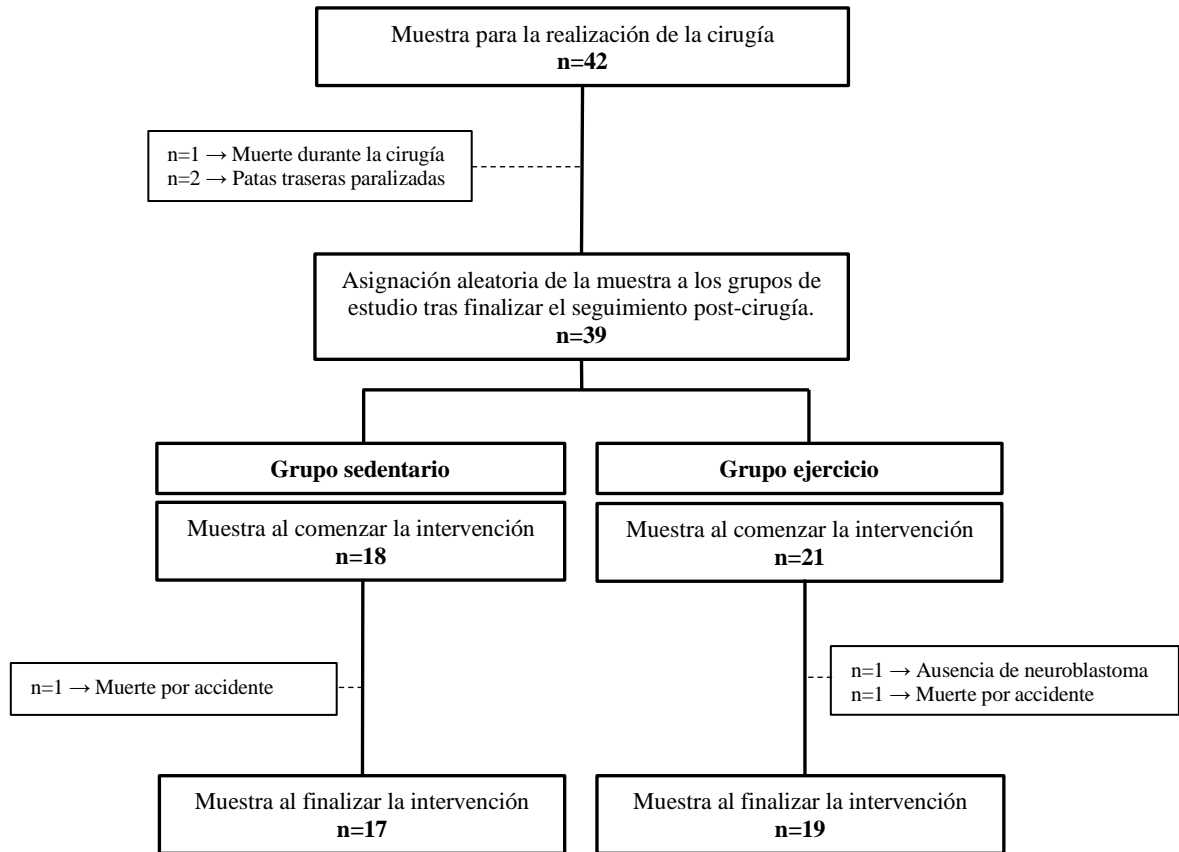 Muestra para la realización de la cirugía
n=42
n=1 → Muerte durante la cirugía
n=2 → Patas traseras paralizadas
Asignación aleatoria de la muestra a los grupos de
estudio tras finalizar el seguimiento post-cirugía.
n=39
Grupo sedentario
Muestra al comenzar la intervención
n=18
Grupo ejercicio
Muestra al comenzar la intervención
n=21
n=1 → Muerte por accidente
n=1 → Ausencia de neuroblastoma
n=1 → Muerte por accidente
Muestra al finalizar la intervención
n=17
Muestra al finalizar la intervención
n=19